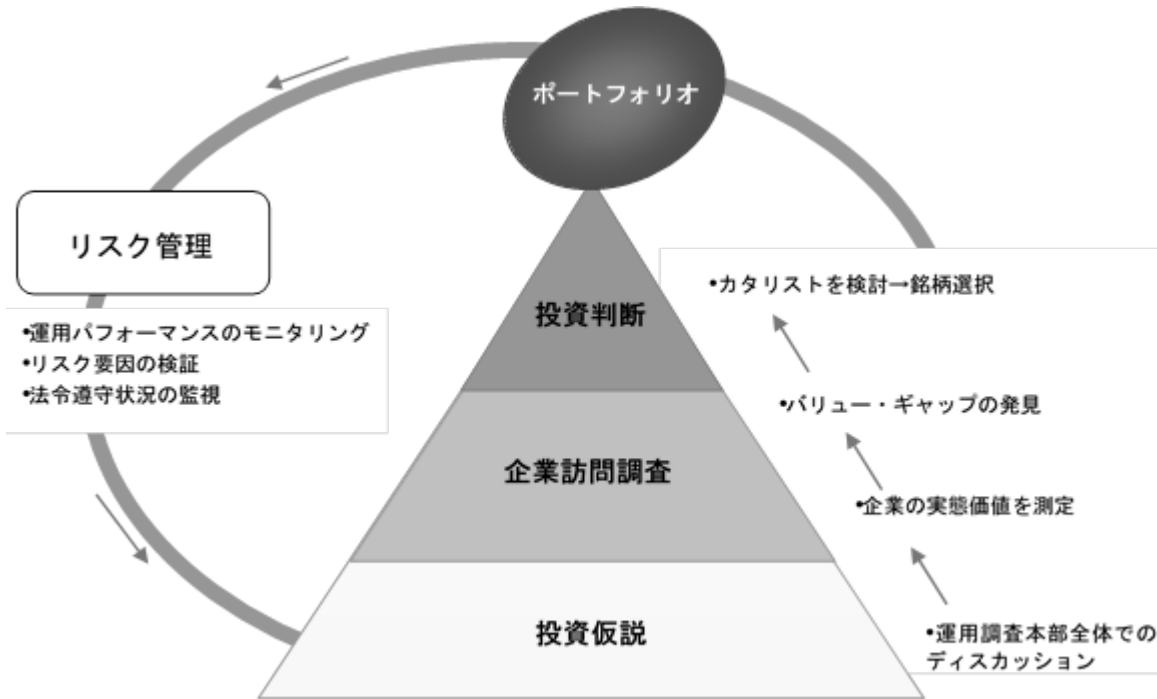 ポートフォリオ
リスク管理
•運用パフォーマンスのモニタリング
•リスク要因の検証
•法令遵守状況の監視
投資判断
企業訪問調査
投資仮説
•カタリストを検討→銘柄選択
•バリュー・ギャップの発見
•企業の実態価値を測定
•運用調査本部全体での
ディスカッション